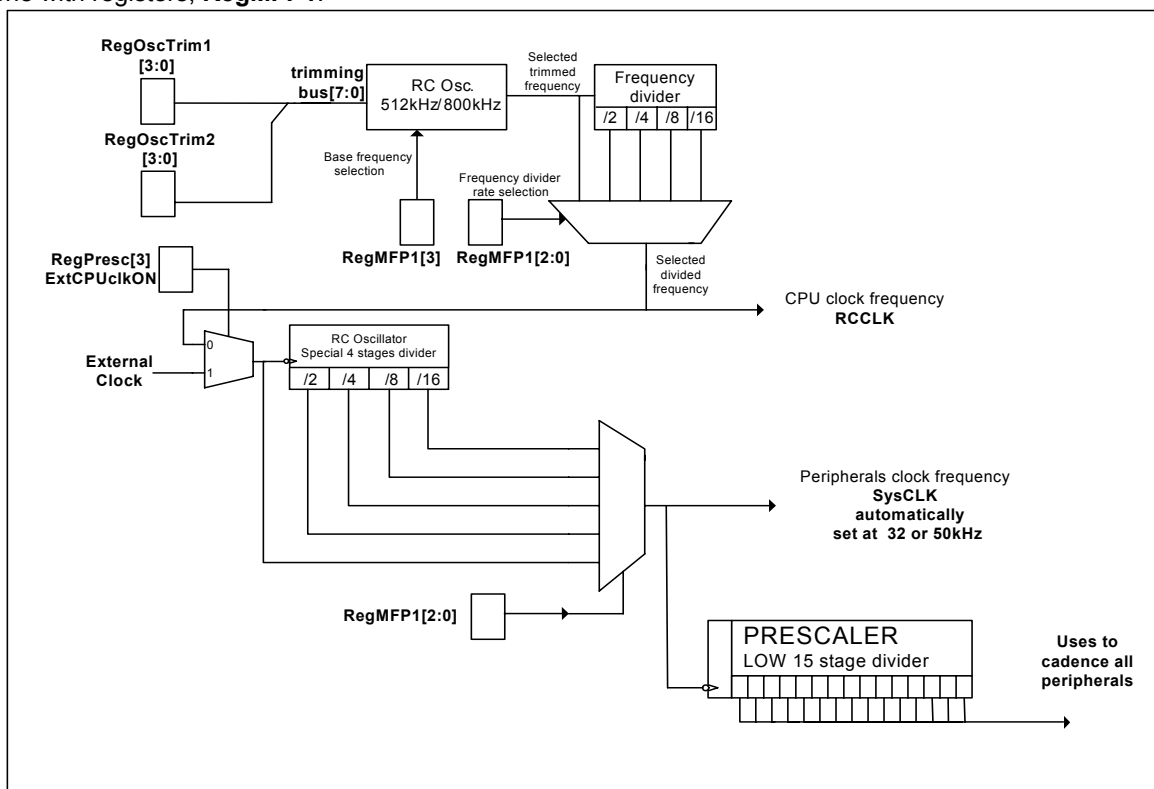 RegOscTrim1
[3:0]
trimming
bus[7:0]
RC Osc.
512kHz/800kHz
Selected
trimmed
frequency
Frequency
divider
/2 /4 /8 /16
RegOscTrim2
[3:0]
Base frequency
selection
Frequency divider
rate selection
RegMFP1[3]
RegMFP1[2:0]
Selected
divided
frequency
RegPresc[3]
ExtCPUclkON
CPU clock frequency
RCCLK
0
1
External
Clock
RC Oscillator
Special 4 stages divider
/2 /4 /8 /16
Peripherals clock frequency
SysCLK
automatically
set at 32 or 50kHz
RegMFP1[2:0]
PRESCALER
LOW 15 stage divider
Uses to
cadence all
peripherals